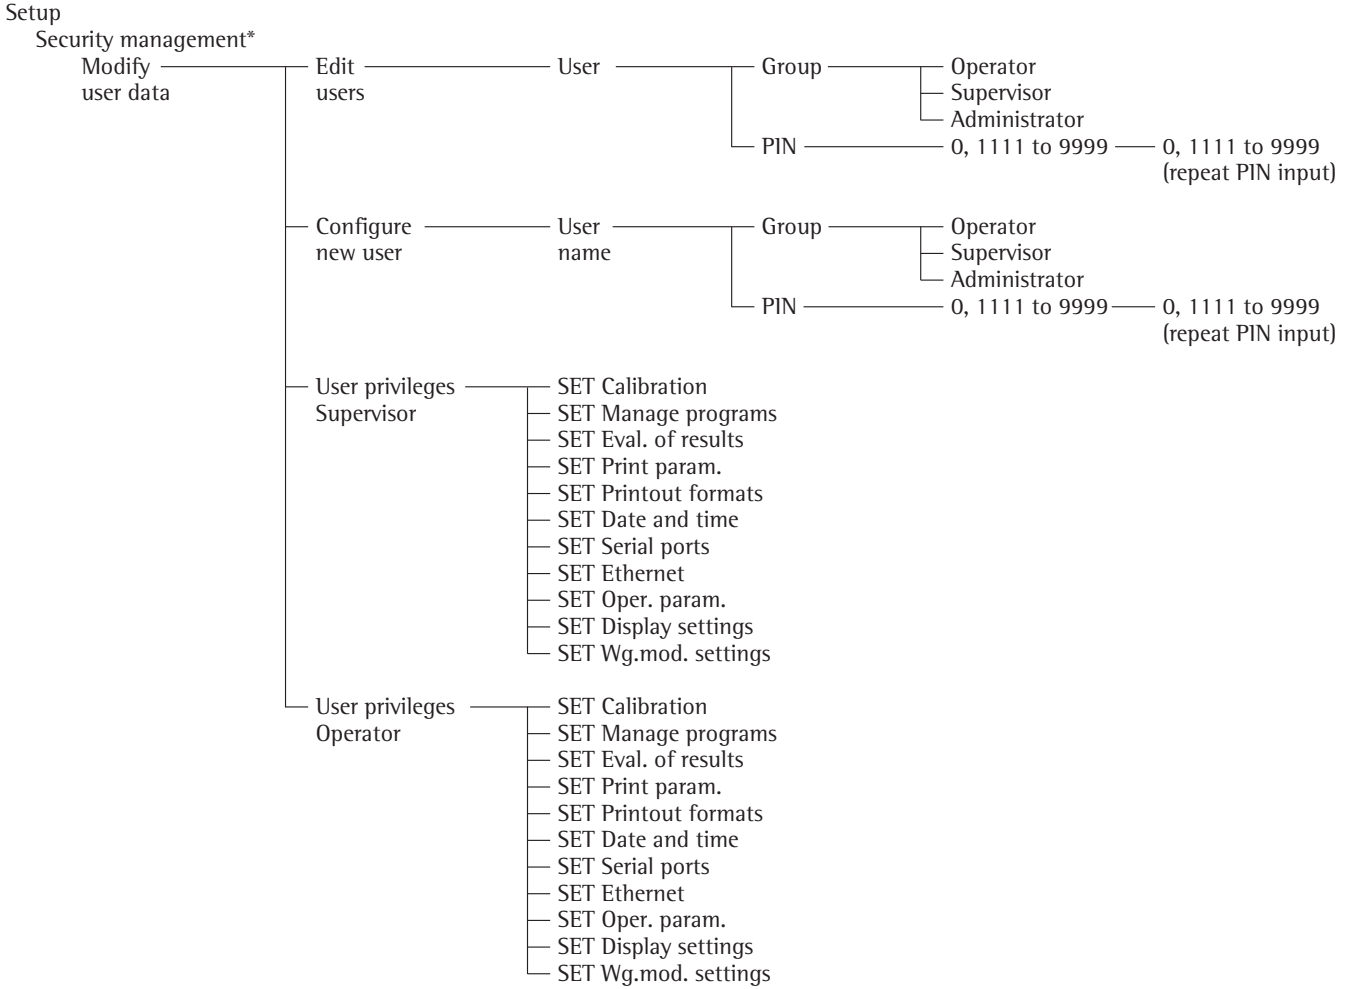 Setup
Security management*
Modify Edit User Group Operator
user data users Supervisor
Administrator
PIN 0, 1111 to 9999 0, 1111 to 9999
(repeat PIN input)
Configure User Group Operator
new user name Supervisor
Administrator
PIN 0, 1111 to 9999 0, 1111 to 9999
(repeat PIN input)
User privileges SET Calibration
Supervisor SET Manage programs
SET Eval. of results
SET Print param.
SET Printout formats
SET Date and time
SET Serial ports
SET Ethernet
SET Oper. param.
SET Display settings
SET Wg.mod. settings
User privileges SET Calibration
Operator SET Manage programs
SET Eval. of results
SET Print param.
SET Printout formats
SET Date and time
SET Serial ports
SET Ethernet
SET Oper. param.
SET Display settings
SET Wg.mod. settings